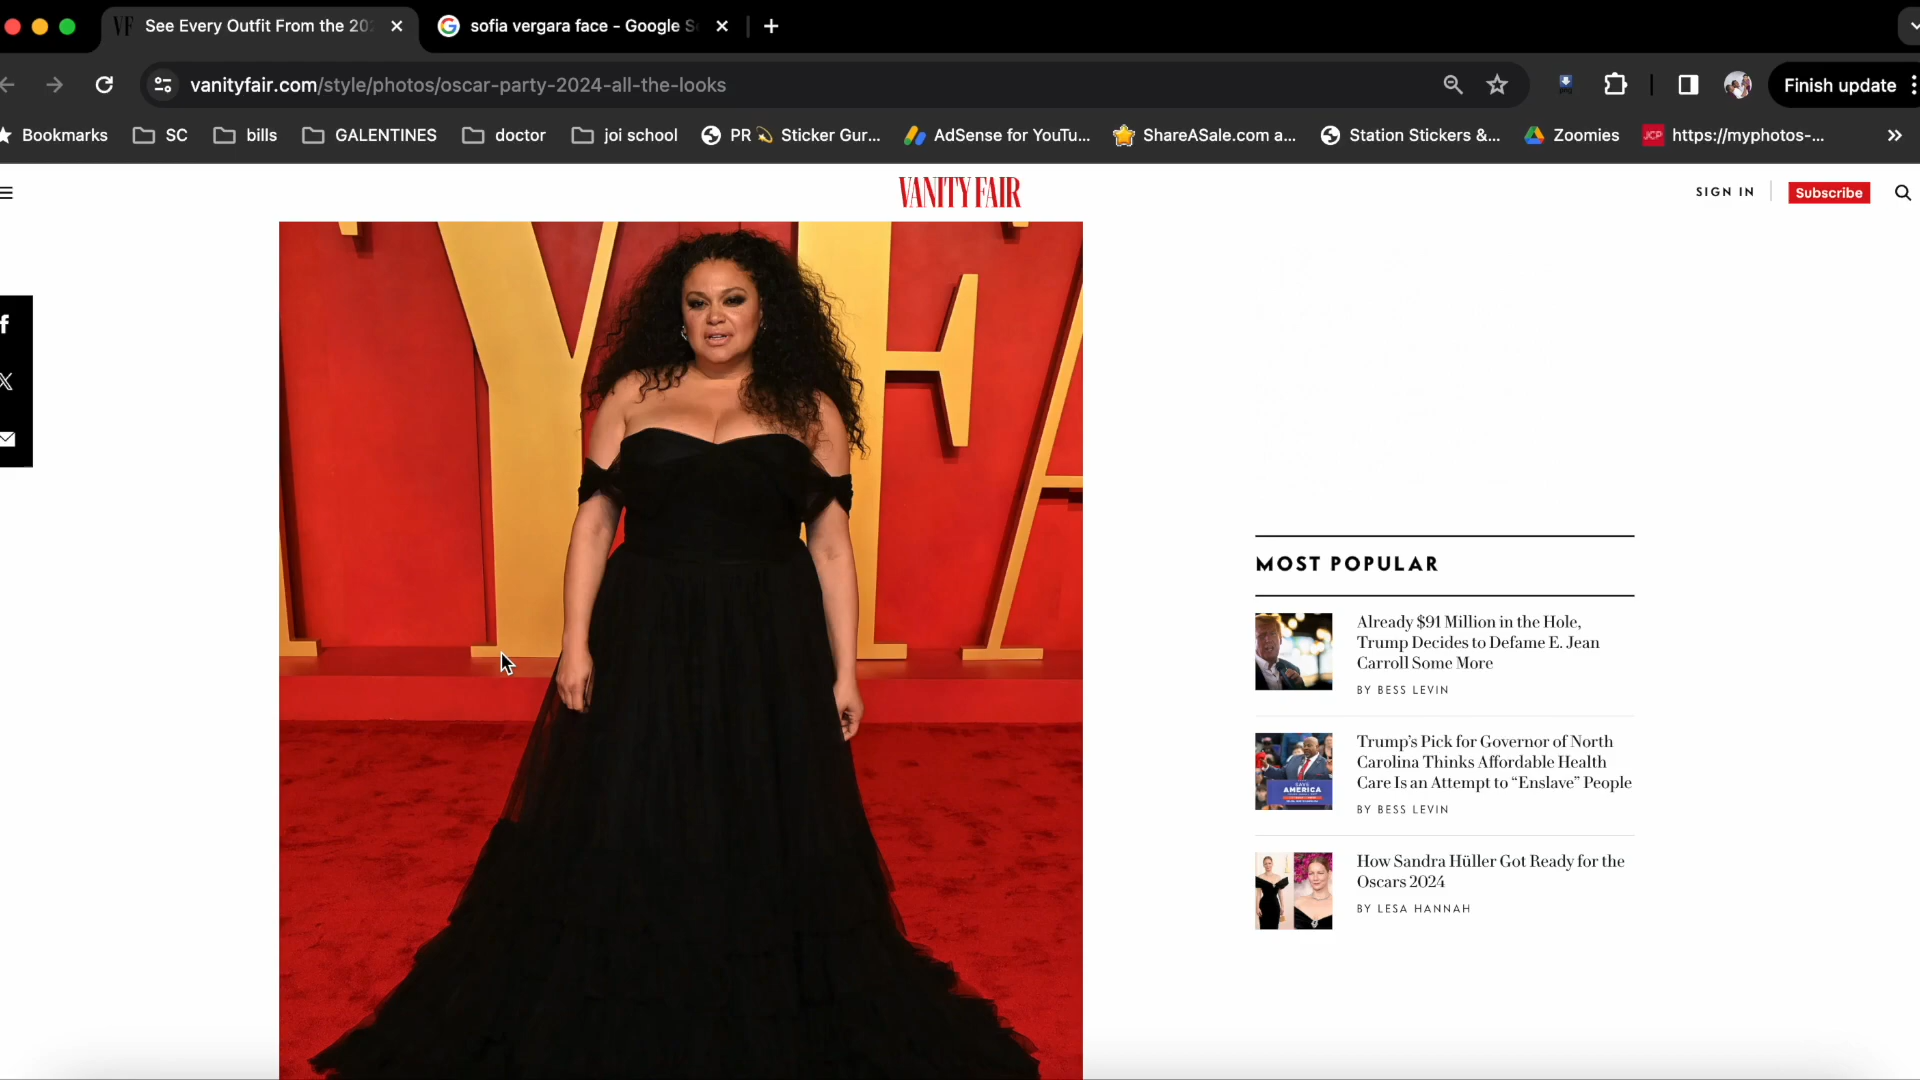 See Every Outfit From the 20
sofia vergara face - Google S
vanityfair.com/style/photos/oscar-party-2024-all-the-looks
Finish update
Bookmarks
SC
bills
GALENTINES
doctor
joi school
PR 💫 Sticker Gur...
AdSense for YouTu...
ShareASale.com a...
Station Stickers &...
Zoomies
JCP
https://myphotos-...
VANITY FAIR
SIGN IN
Subscribe
Y F A
MOST POPULAR
Already $91 Million in the Hole,
Trump Decides to Defame E. Jean
Carroll Some More
BY BESS LEVIN
Trump's Pick for Governor of North
Carolina Thinks Affordable Health
Care Is an Attempt to “Enslave” People
BY BESS LEVIN
AMERICA
How Sandra Hüller Got Ready for the
Oscars 2024
BY LESA HANNAH